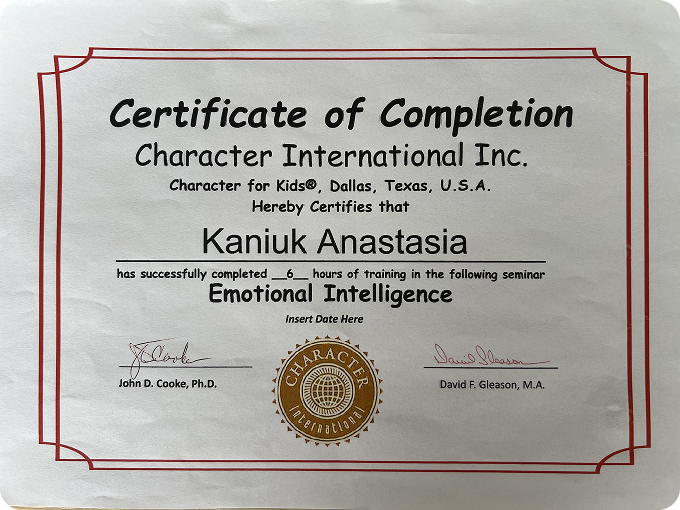 Certificate of Completion
Character International Inc.
Character for Kids®, Dallas, Texas, U.S.A.
Hereby Certifies that
Kaniuk Anastasia
has successfully completed __6__ hours of training in the following seminar
Emotional Intelligence
Insert Date Here
J D Cooke
David Gleason
John D. Cooke, Ph.D.
David F. Gleason, M.A.
CHARACTER
international